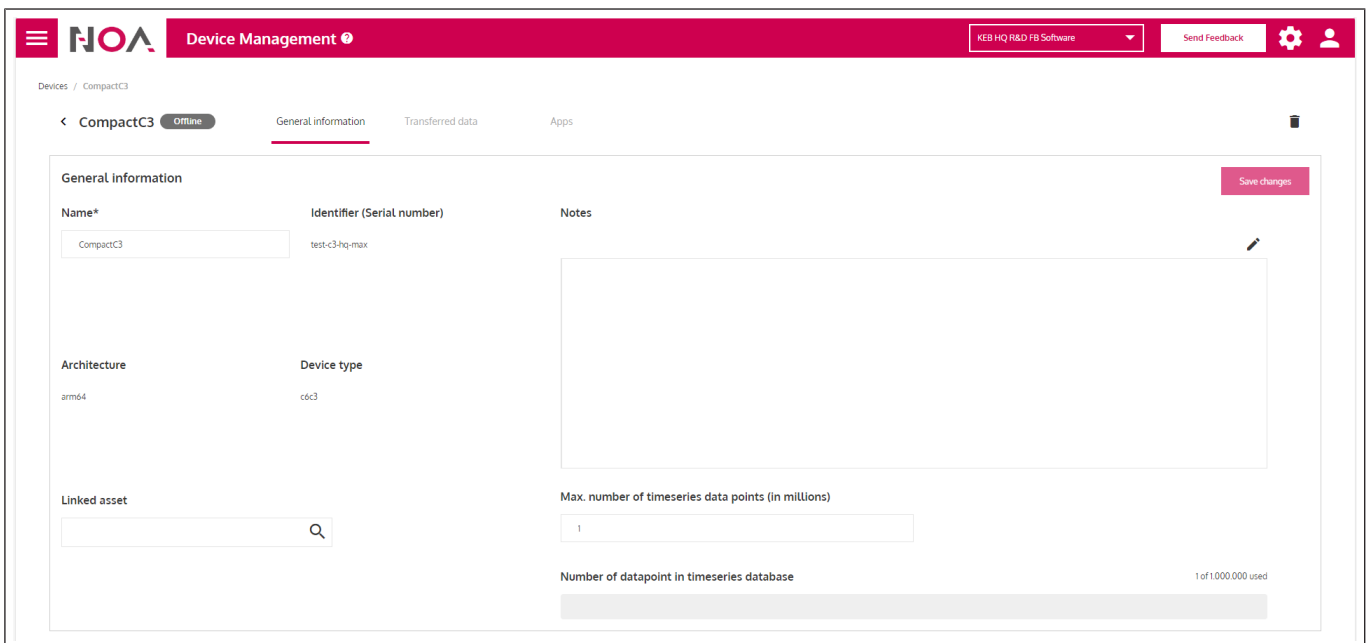 NOA Device Management ? KEB HQ R&D FB Software Send Feedback
Devices / CompactC3
CompactC3 Offline General information Transferred data Apps
General information Save changes
Name* Identifier (Serial number) Notes
CompactC3 test-c3-hq-max
Architecture Device type
arm64 c6c3
Linked asset Max. number of timeseries data points (in millions)
1
Number of datapoint in timeseries database 1 of 1.000.000 used